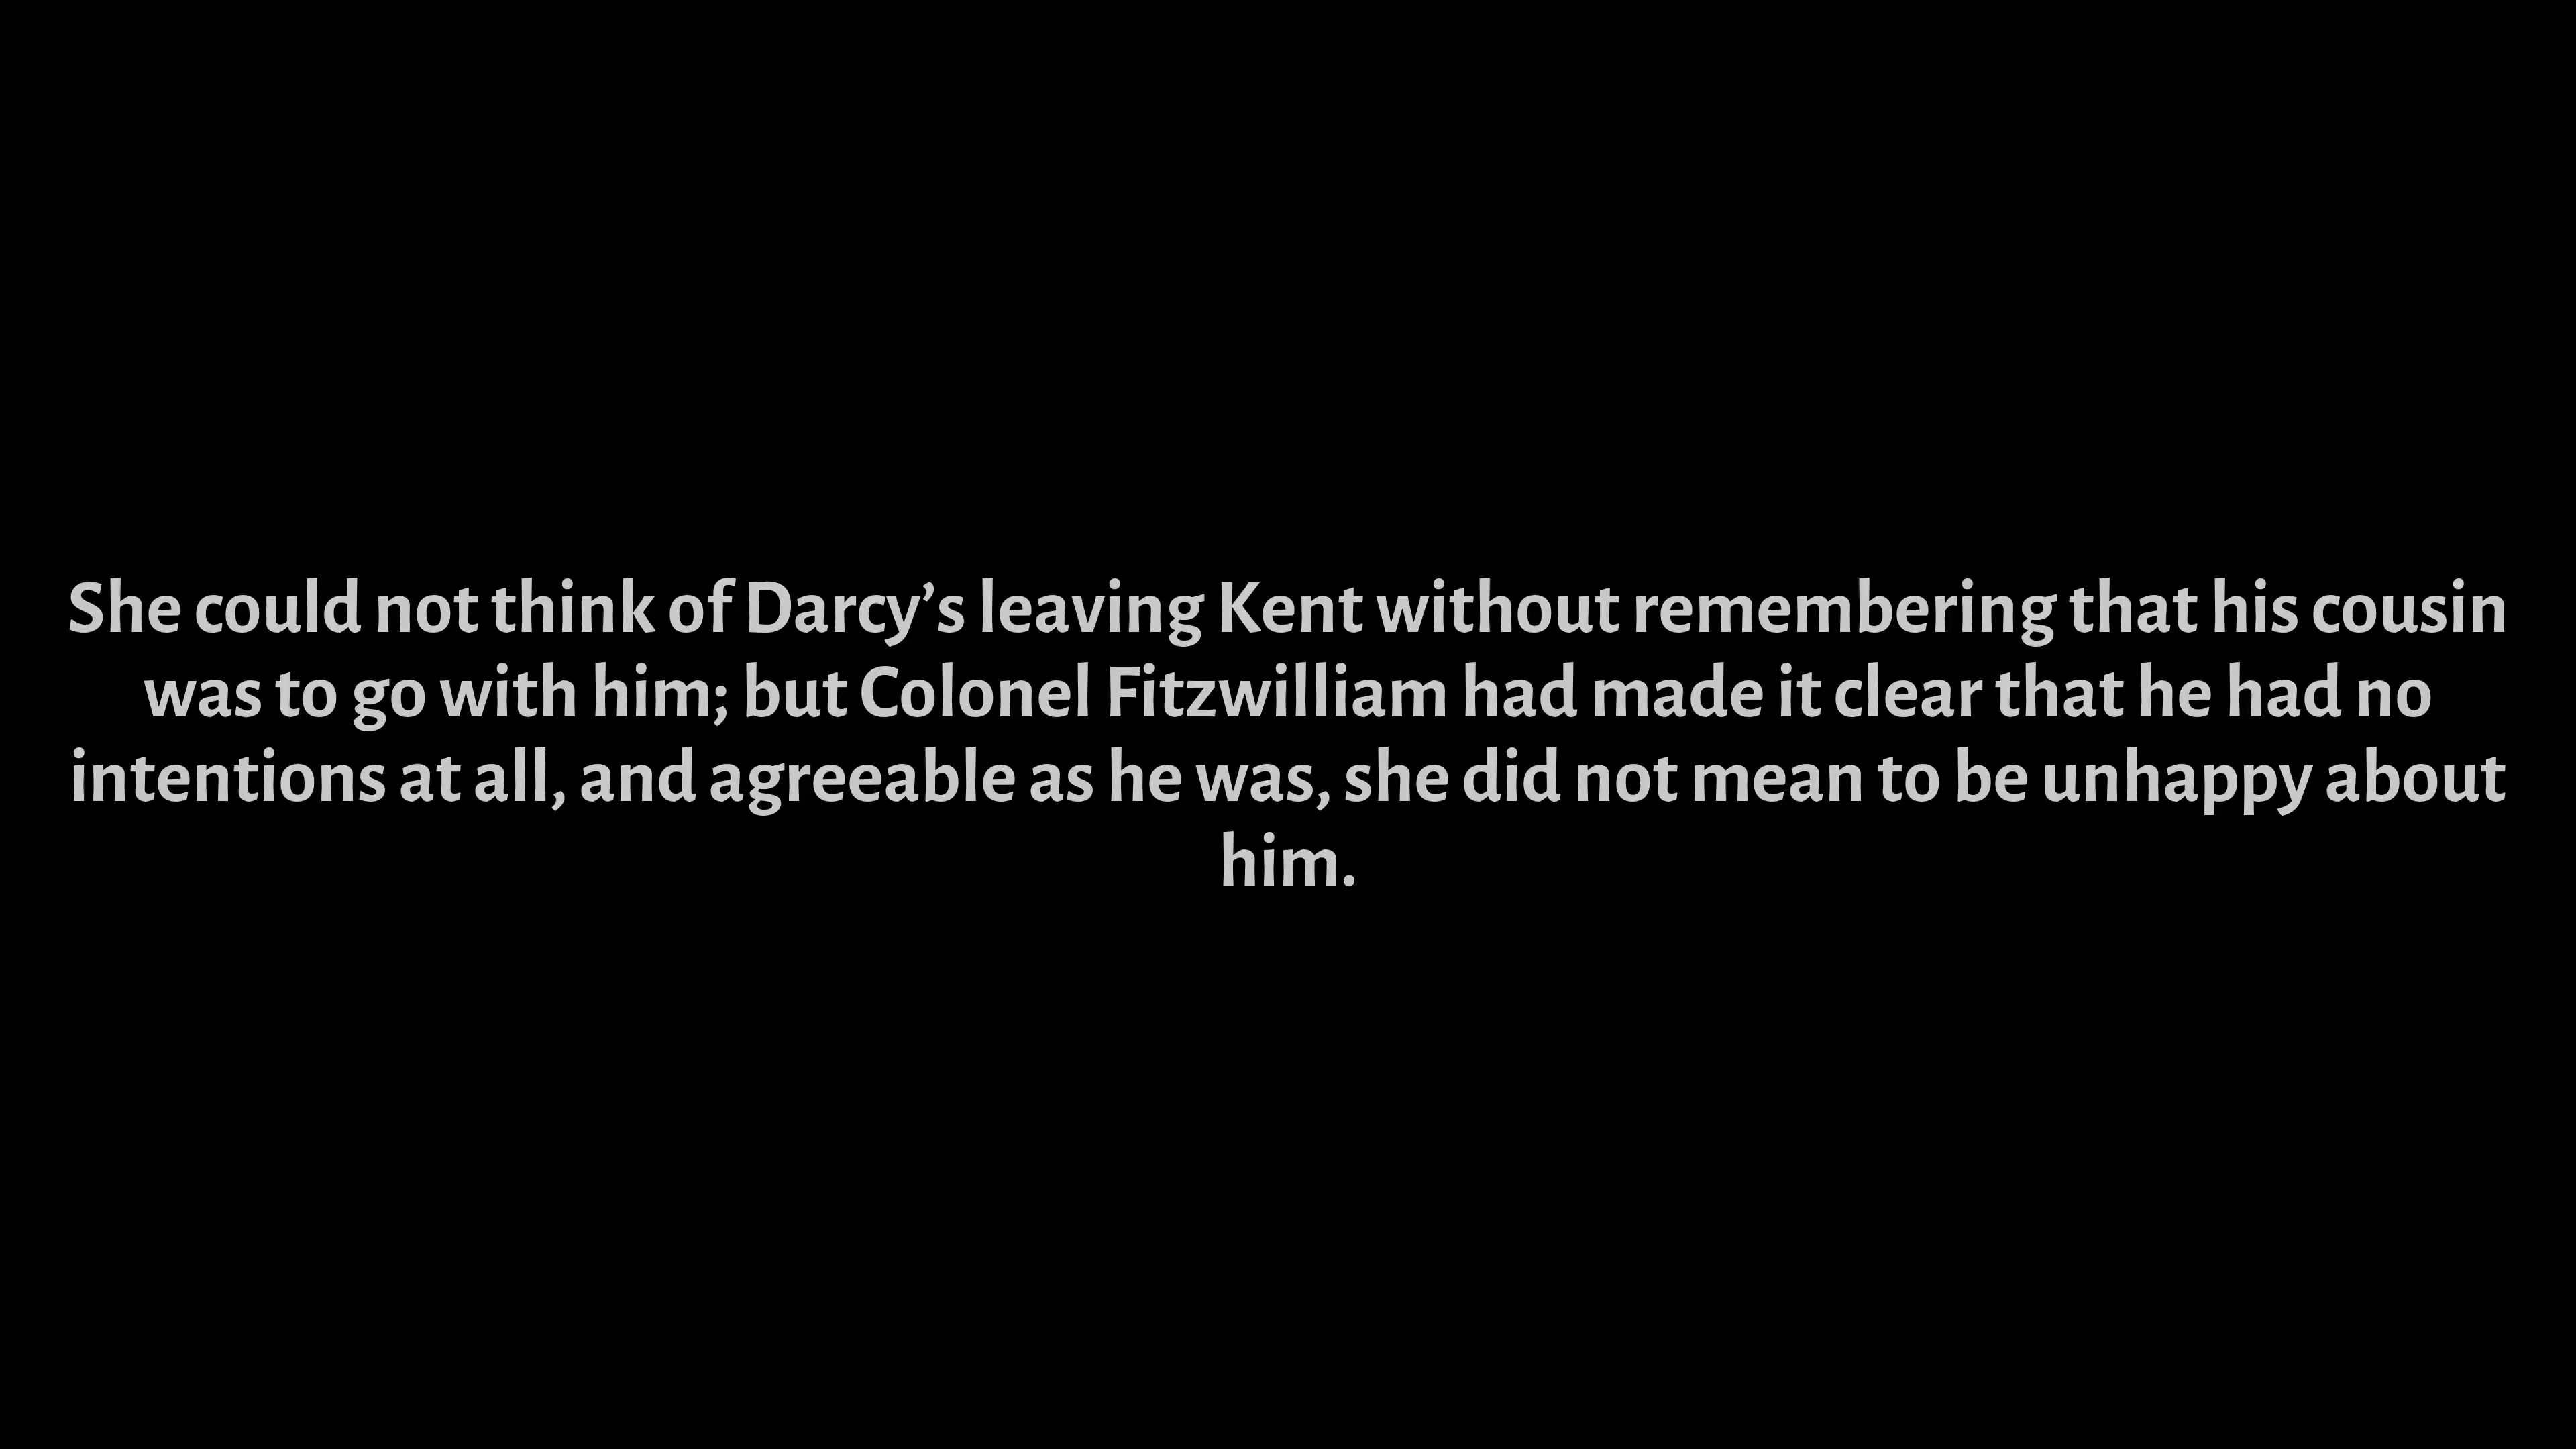 She could not think of Darcy’s leaving Kent without remembering that his cousin
was to go with him; but Colonel Fitzwilliam had made it clear that he had no
intentions at all, and agreeable as he was, she did not mean to be unhappy about
him.